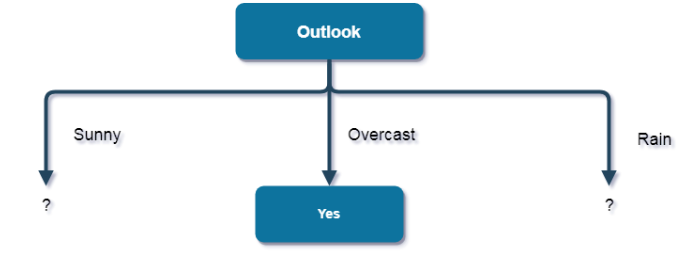 Outlook
Sunny
Overcast
Rain
?
Yes
?